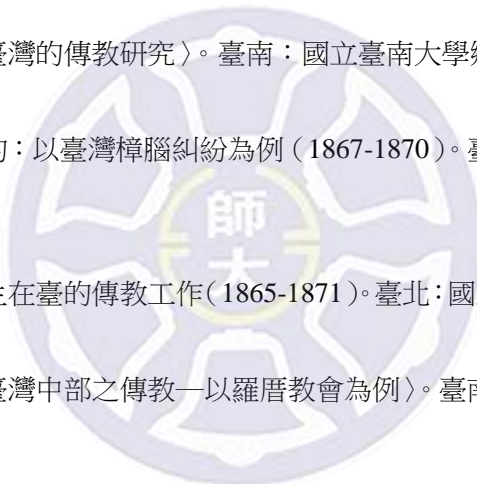 臺灣的傳教研究〉。臺南：國立臺南大學
：以臺灣樟腦糾紛為例（1867-1870）。
師大
在臺的傳教工作（1865-1871）。臺北：國
臺灣中部之傳教—以羅厝教會為例〉。臺南